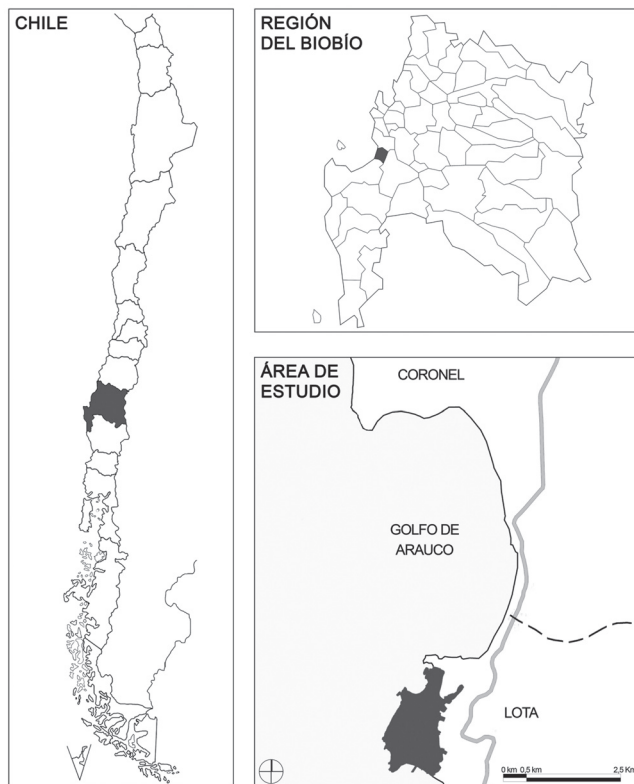 CHILE
REGIÓN
DEL BIOBÍO
ÁREA DE
ESTUDIO
CORONEL
GOLFO DE
ARAUCO
LOTA
0 km 0,5 km 2,5 Km